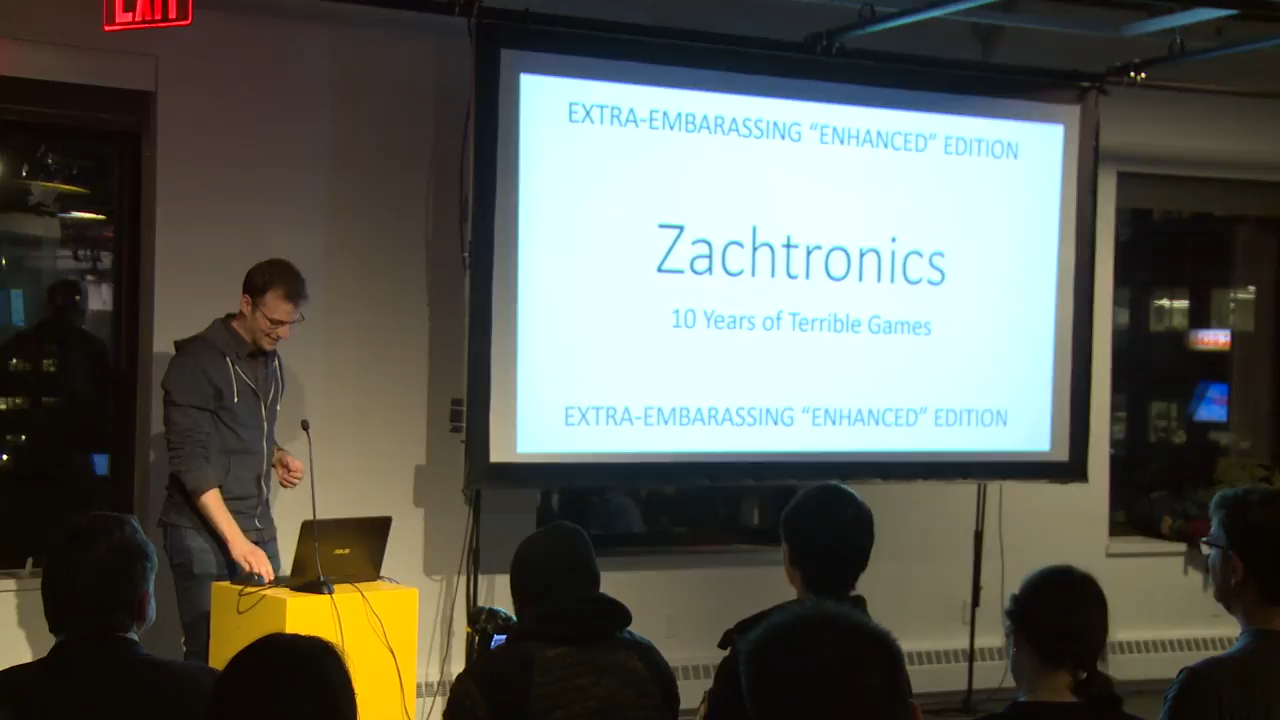 EXIT
EXTRA-EMBARASSING “ENHANCED” EDITION
Zachtronics
10 Years of Terrible Games
EXTRA-EMBARASSING “ENHANCED” EDITION
ASUS